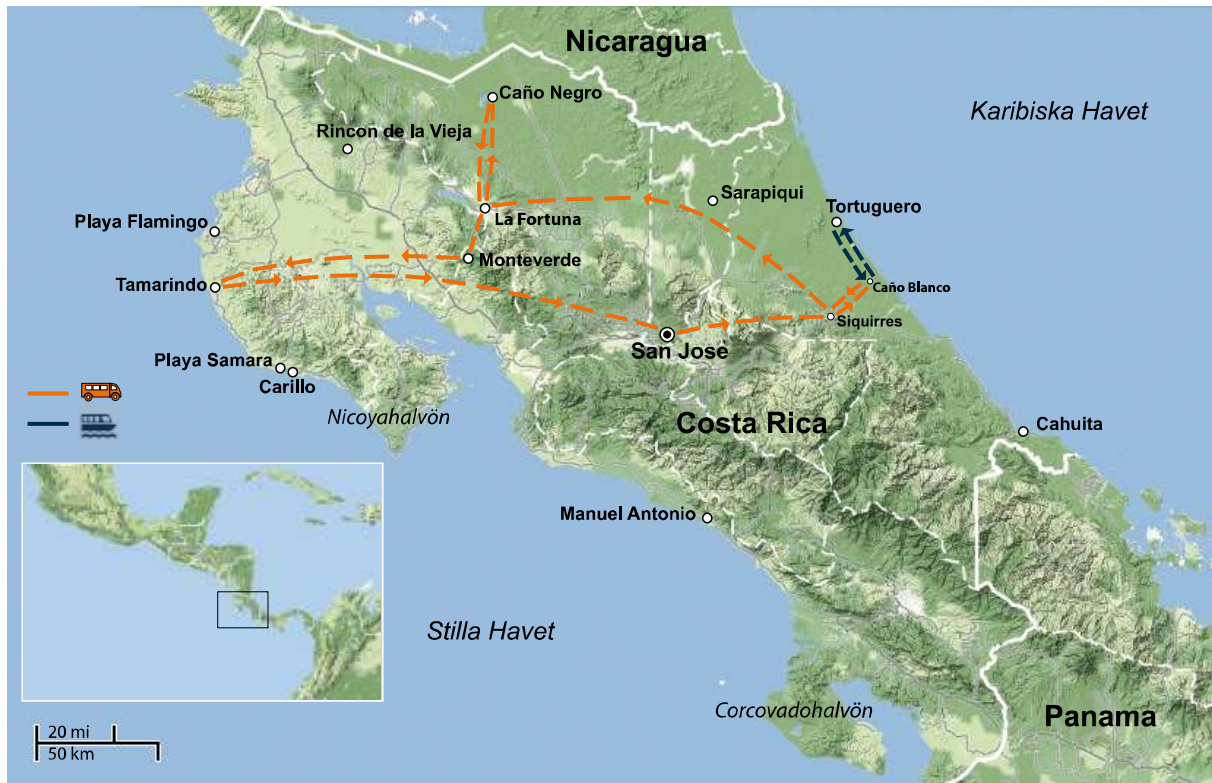 Nicaragua
Caño Negro
Karibiska Havet
Rincon de la Vieja
Sarapiqui
Tortuguero
La Fortuna
Playa Flamingo
Monteverde
Tamarindo
Caño Blanco
Siquirres
San Jose
Playa Samara
Carillo
Nicoyahalvön
Costa Rica
Cahuita
Manuel Antonio
Stilla Havet
Corcovadohalvön
Panama
20 mi
50 km